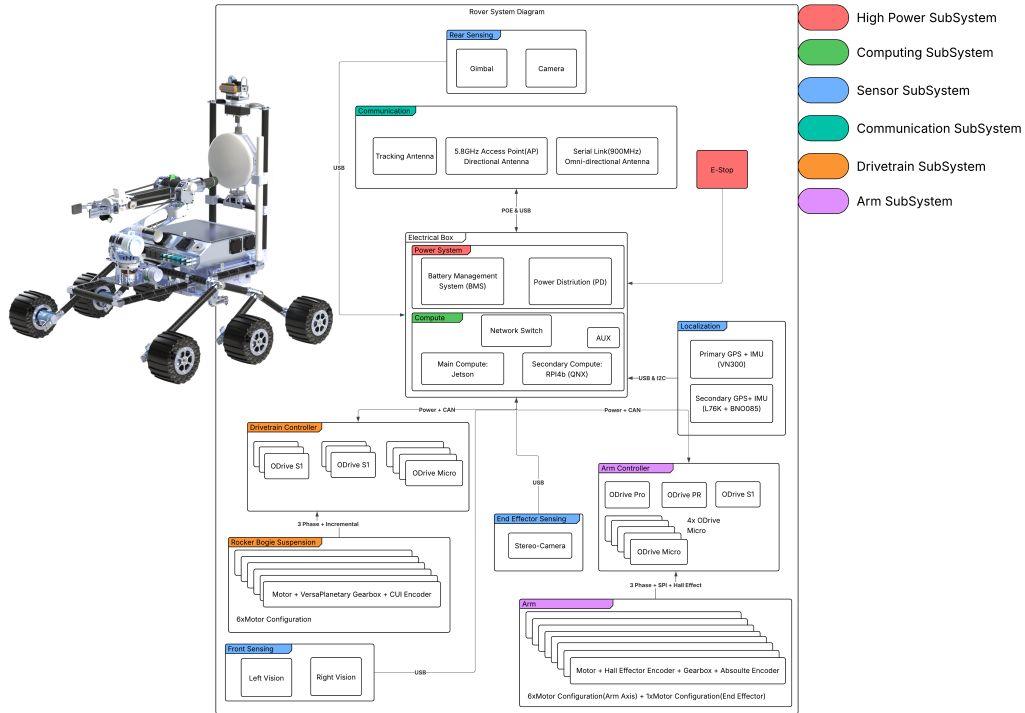 Rover System Diagram
High Power SubSystem
Computing SubSystem
Sensor SubSystem
Communication SubSystem
Drivetrain SubSystem
Arm SubSystem
Rear Sensing
Gimbal
Camera
USB
Communication
Tracking Antenna
5.8GHz Access Point(AP)
Directional Antenna
Serial Link(900MHz)
Omni-directional Antenna
E-Stop
POE & USB
Electrical Box
Power System
Battery Management
System (BMS)
Power Distriution (PD)
Compute
Network Switch
AUX
Main Compute:
Jetson
Secondary Compute:
RPI4b (QNX)
Localization
Primary GPS + IMU
(VN300)
Secondary GPS+ IMU
(L76K + BNO085)
USB & I2C
Power + CAN
Power + CAN
Drivetrain Controller
ODrive S1
ODrive S1
ODrive Micro
USB
Arm Controller
ODrive Pro
ODrive PR
ODrive S1
4x ODrive
Micro
ODrive Micro
3 Phase + Incremental
End Effector Sensing
Stereo-Camera
Rocker Bogie Suspension
Motor + VersaPlanetary Gearbox + CUI Encoder
6xMotor Configuration
3 Phase + SPI + Hall Effect
Arm
Motor + Hall Effector Encoder + Gearbox + Absoulte Encoder
6xMotor Configuration(Arm Axis) + 1xMotor Configuration(End Effector)
Front Sensing
Left Vision
Right Vision
USB